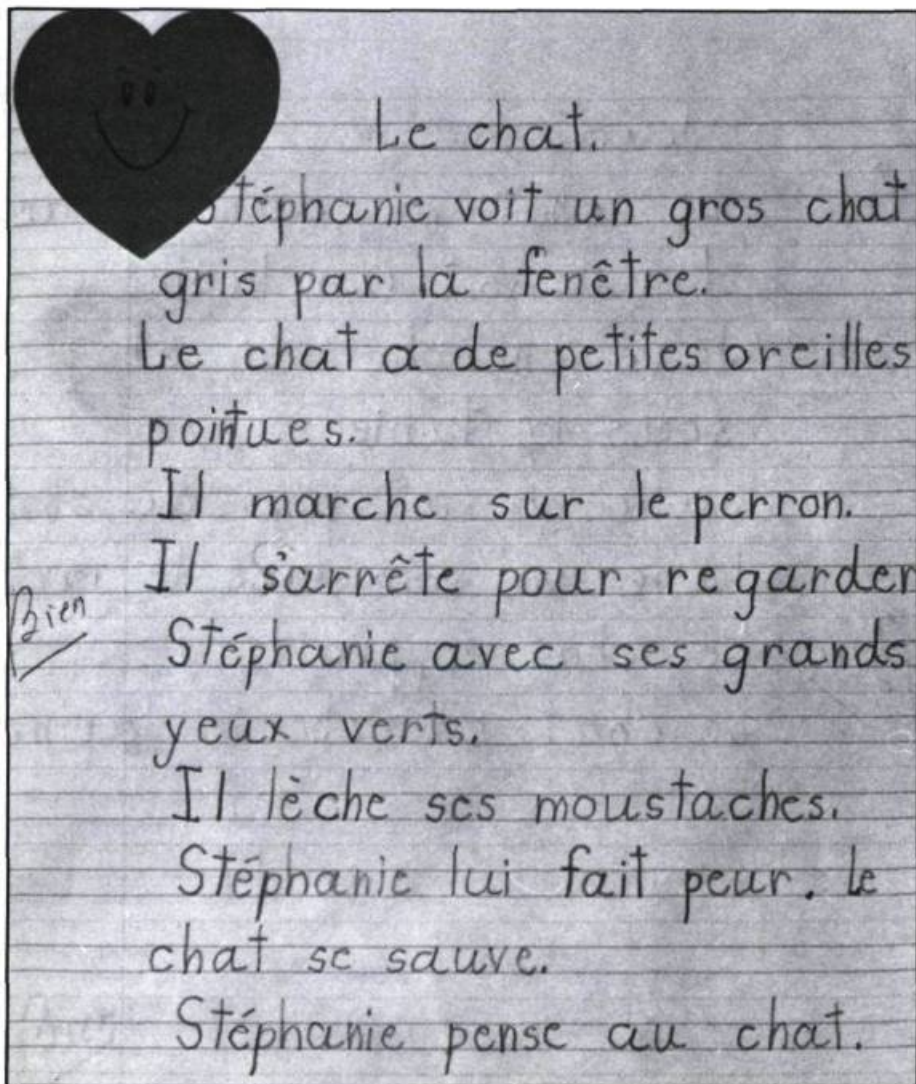 Le chat.
Stéphanie voit un gros chat
gris par la fenêtre.
Le chat a de petites oreilles
pointues.
Il marche sur le perron.
Il s'arrête pour regarder
Bien
Stéphanie avec ses grands
yeux verts.
Il lèche ses moustaches.
Stéphanie lui fait peur. Le
chat se sauve.
Stéphanie pense au chat.